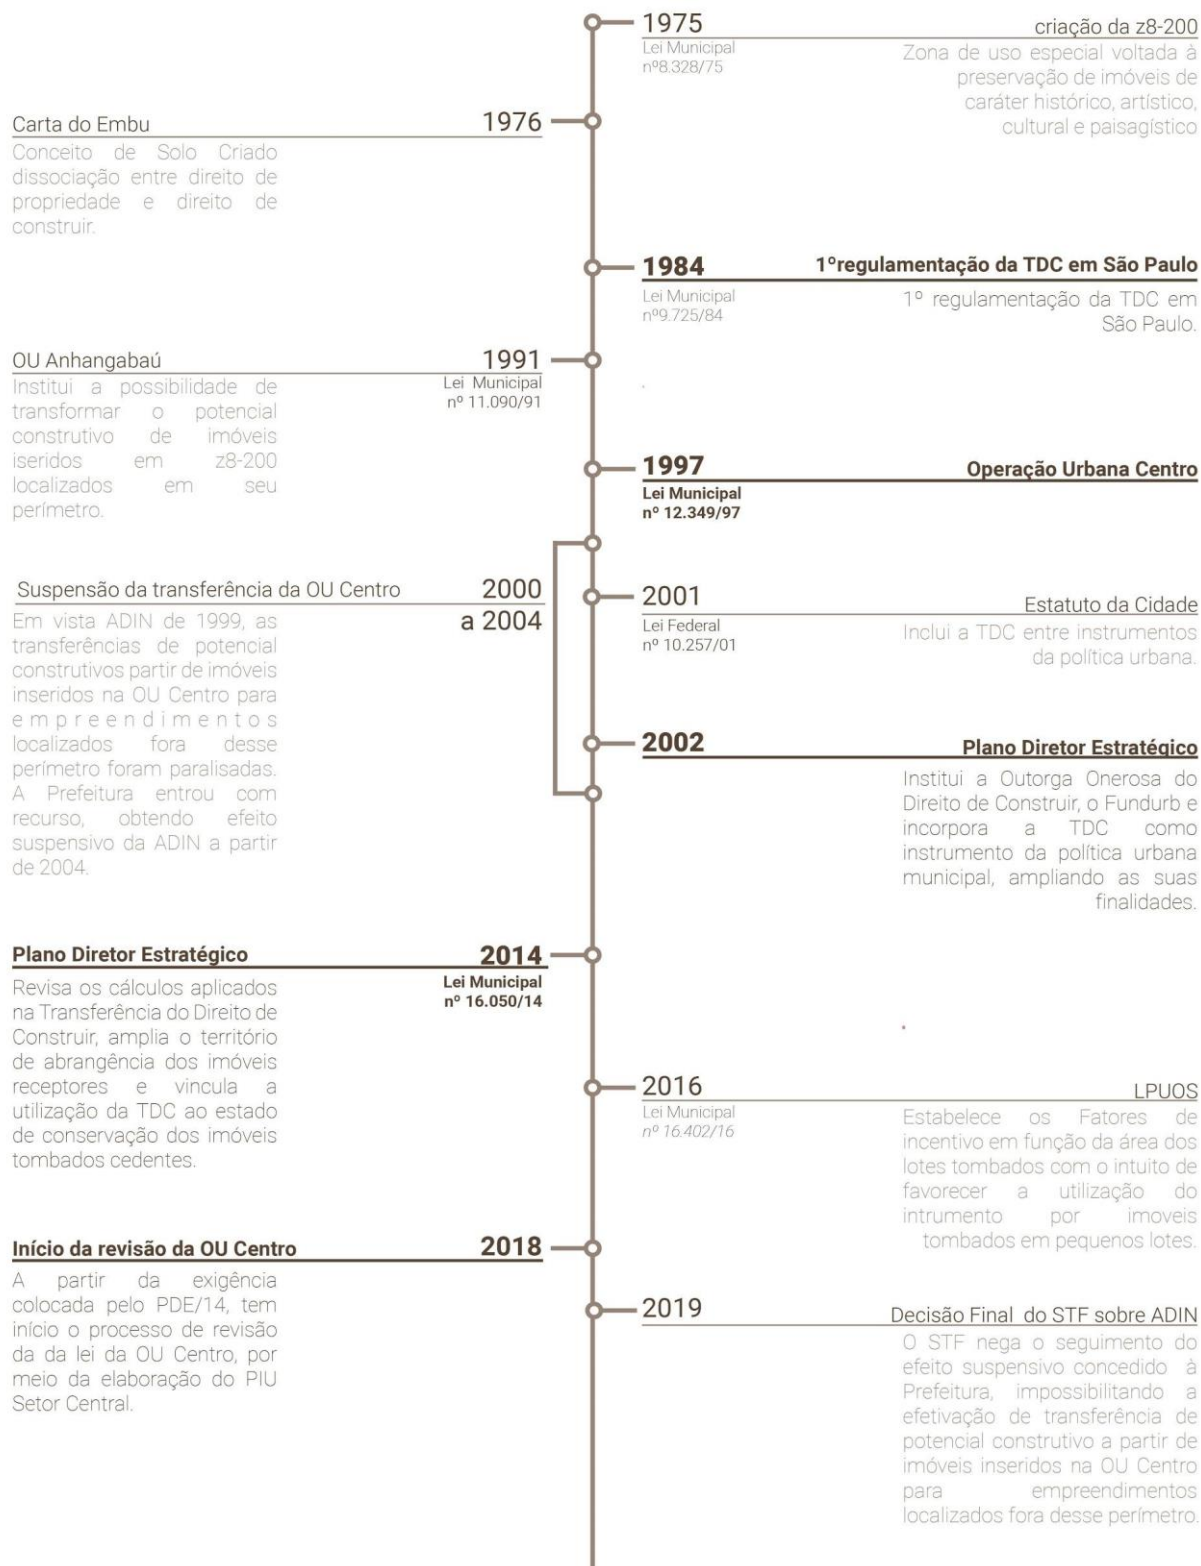 1975
criação da z8-200
Lei Municipal
nº8.328/75
Zona de uso especial voltada à
preservação de imóveis de
caráter histórico, artístico,
cultural e paisagístico
Carta do Embu
1976
Conceito de Solo Criado
dissociação entre direito de
propriedade e direito de
construir.
1984
1ºregulamentação da TDC em São Paulo
Lei Municipal
nº9.725/84
1º regulamentação da TDC em
São Paulo.
OU Anhangabaú
1991
Lei Municipal
nº 11.090/91
Institui a possibilidade de
transformar o potencial
construtivo de imóveis
iseridos em z8-200
localizados em seu
perímetro.
1997
Operação Urbana Centro
Lei Municipal
nº 12.349/97
Suspensão da transferência da OU Centro
2000
a 2004
Em vista ADIN de 1999, as
transferências de potencial
construtivos partir de imóveis
inseridos na OU Centro para
empreendimentos
localizados fora desse
perímetro foram paralisadas.
A Prefeitura entrou com
recurso, obtendo efeito
suspensivo da ADIN a partir
de 2004.
2001
Estatuto da Cidade
Lei Federal
nº 10.257/01
Inclui a TDC entre instrumentos
da política urbana.
2002
Plano Diretor Estratégico
Institui a Outorga Onerosa do
Direito de Construir, o Fundurb e
incorpora a TDC como
instrumento da política urbana
municipal, ampliando as suas
finalidades.
Plano Diretor Estratégico
2014
Lei Municipal
nº 16.050/14
Revisa os cálculos aplicados
na Transferência do Direito de
Construir, amplia o território
de abrangência dos imóveis
receptores e vincula a
utilização da TDC ao estado
de conservação dos imóveis
tombados cedentes.
2016
LPUOS
Lei Municipal
nº 16.402/16
Estabelece os Fatores de
incentivo em função da área dos
lotes tombados com o intuito de
favorecer a utilização do
intrumento por imoveis
tombados em pequenos lotes.
Início da revisão da OU Centro
2018
A partir da exigência
colocada pelo PDE/14, tem
início o processo de revisão
da da lei da OU Centro, por
meio da elaboração do PIU
Setor Central.
2019
Decisão Final do STF sobre ADIN
O STF nega o seguimento do
efeito suspensivo concedido à
Prefeitura, impossibilitando a
efetivação de transferência de
potencial construtivo a partir de
imóveis inseridos na OU Centro
para empreendimentos
localizados fora desse perímetro.